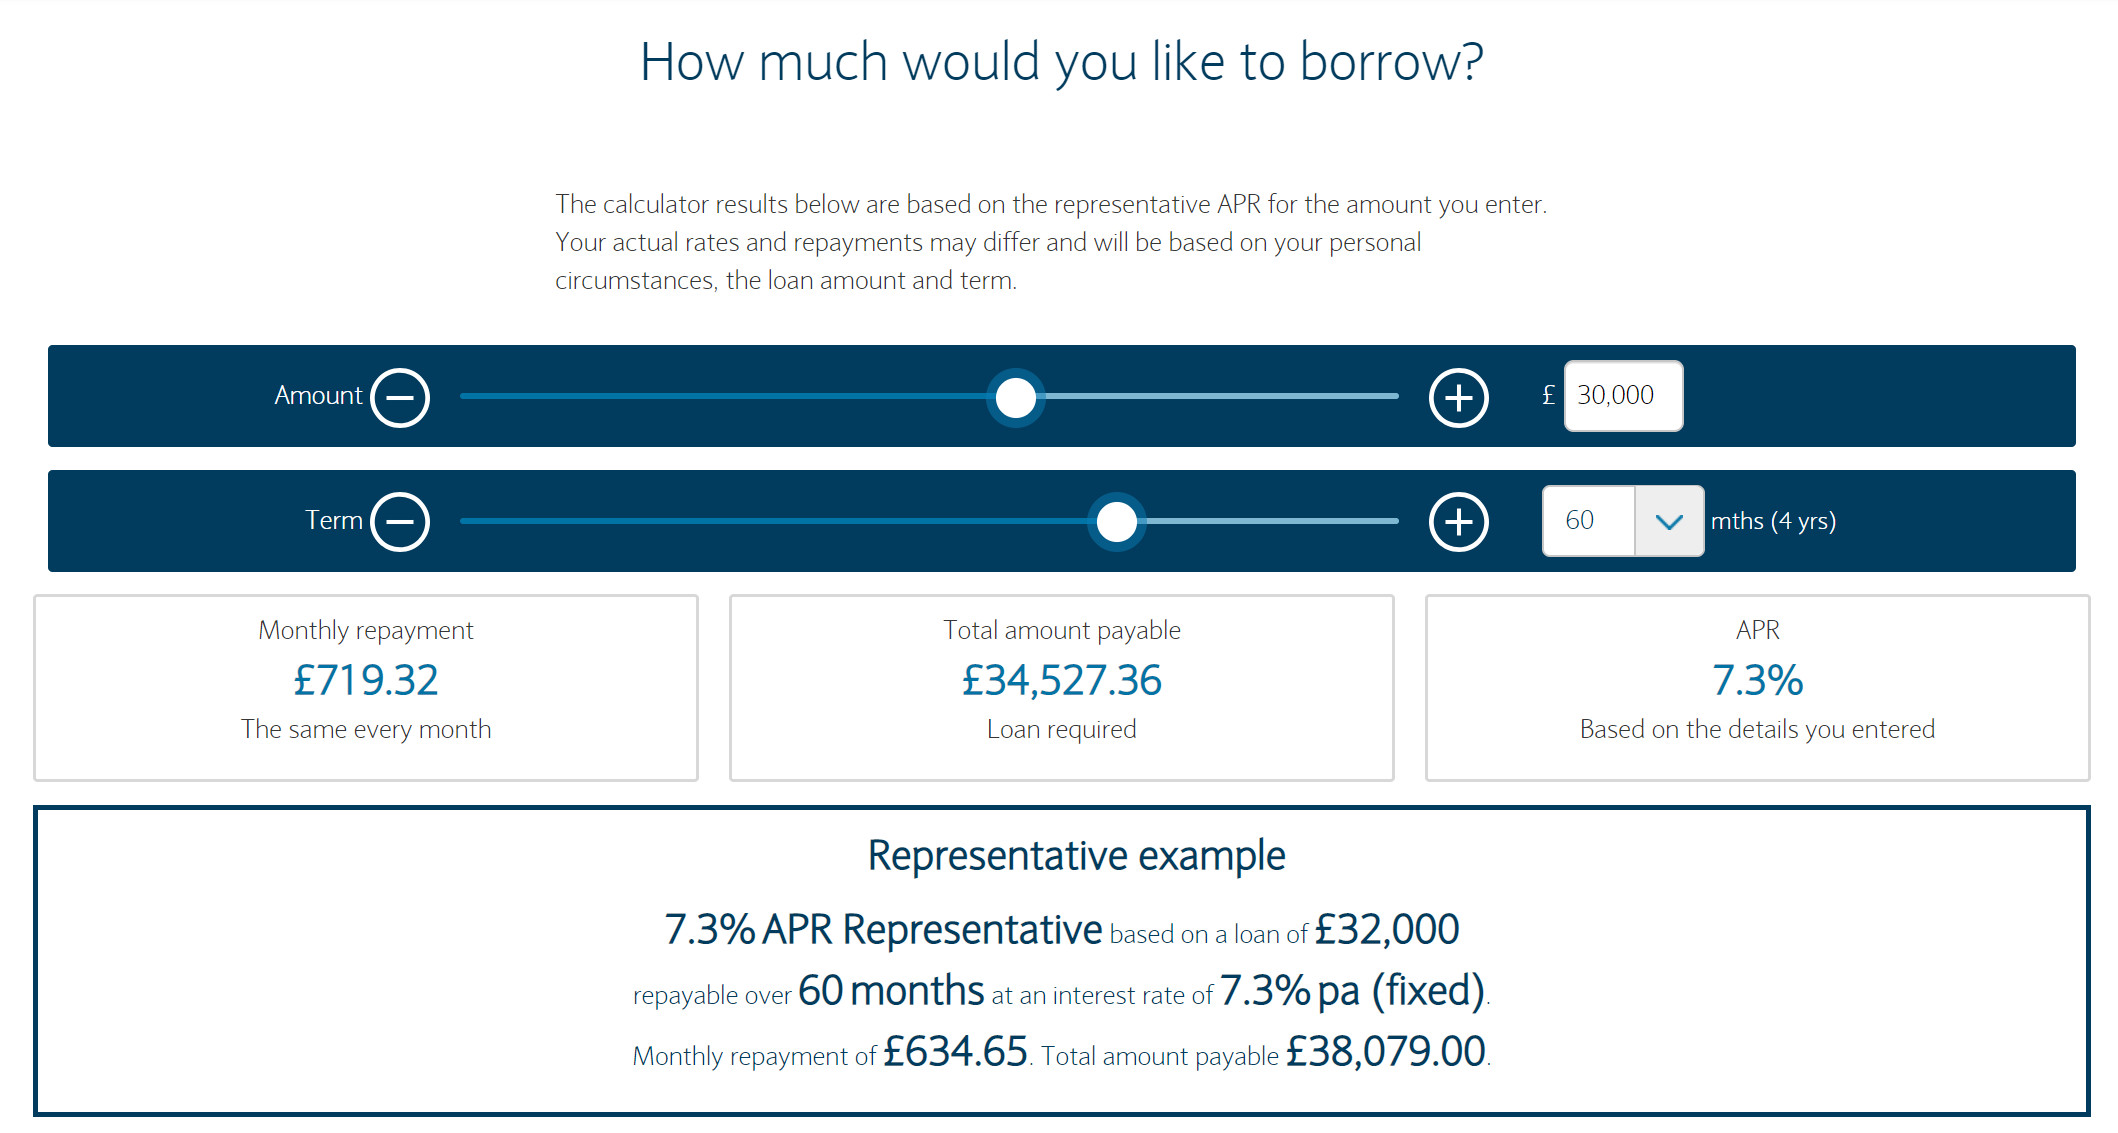 How much would you like to borrow?
The calculator results below are based on the representative APR for the amount you enter.
Your actual rates and repayments may differ and will be based on your personal
circumstances, the loan amount and term.
Amount £ 30,000
Term 60 mths (4 yrs)
Monthly repayment
£719.32
The same every month
Total amount payable
£34,527.36
Loan required
APR
7.3%
Based on the details you entered
Representative example
7.3% APR Representative based on a loan of £32,000
repayable over 60 months at an interest rate of 7.3% pa (fixed).
Monthly repayment of £634.65. Total amount payable £38,079.00.